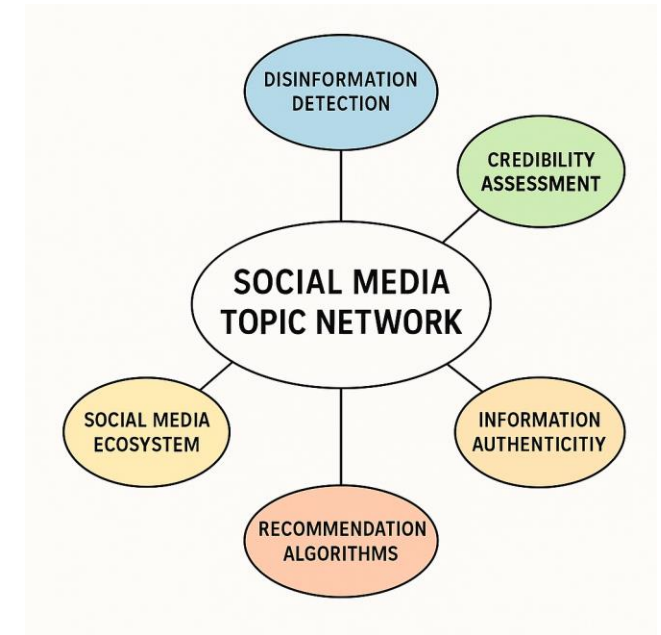 DISINFORMATION
DETECTION
CREDIBILITY
ASSESSMENT
SOCIAL MEDIA
TOPIC NETWORK
SOCIAL MEDIA
ECOSYSTEM
INFORMATION
AUTHENTICITIY
RECOMMENDATION
ALGORITHMS